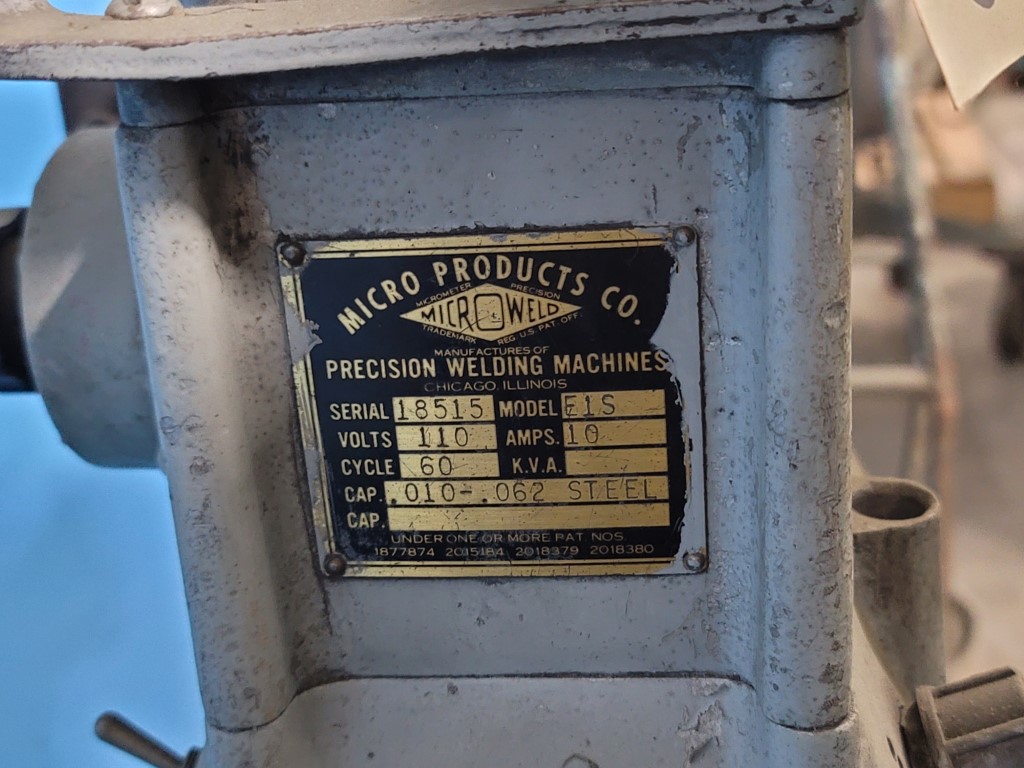 MICRO PRODUCTS CO.
MICROMETER PRECISION
MICROWELD
TRADEMARK REG. U.S. PAT. OFF.
MANUFACTURES OF
PRECISION WELDING MACHINES
CHICAGO, ILLINOIS
SERIAL 18515 MODEL E1S
VOLTS 110 AMPS. 10
CYCLE 60 K.V.A.
CAP. .010-.062 STEEL
CAP.
UNDER ONE OR MORE PAT NOS.
1877874 2015184 2018379 2018380